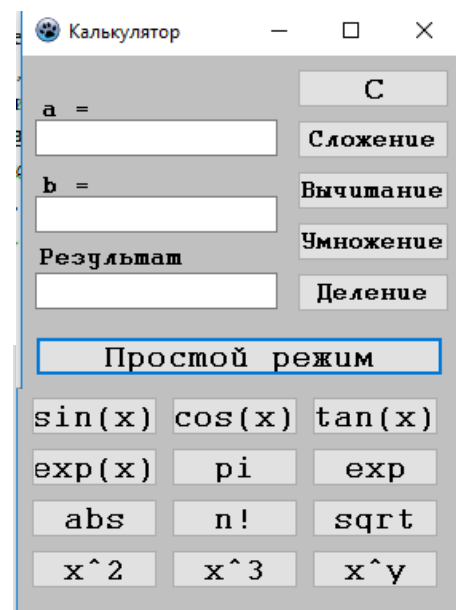 Калькулятор
C
a =
Сложение
b =
Вычитание
Умножение
Результат
Деление
Простой режим
sin(x) cos(x) tan(x)
exp(x) pi exp
abs n! sqrt
x^2 x^3 x^y